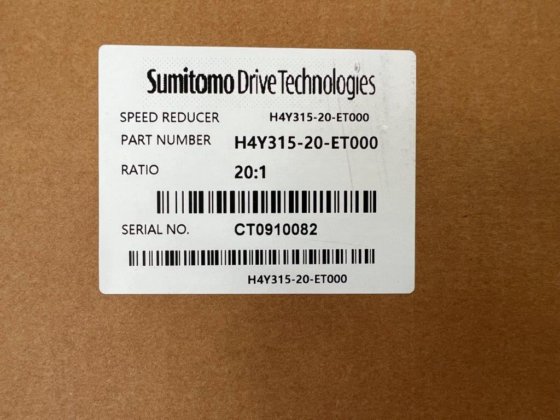 Sumitomo Drive Technologies
SPEED REDUCER H4Y315-20-ET000
PART NUMBER H4Y315-20-ET000
RATIO 20:1
SERIAL NO. CT0910082
H4Y315-20-ET000